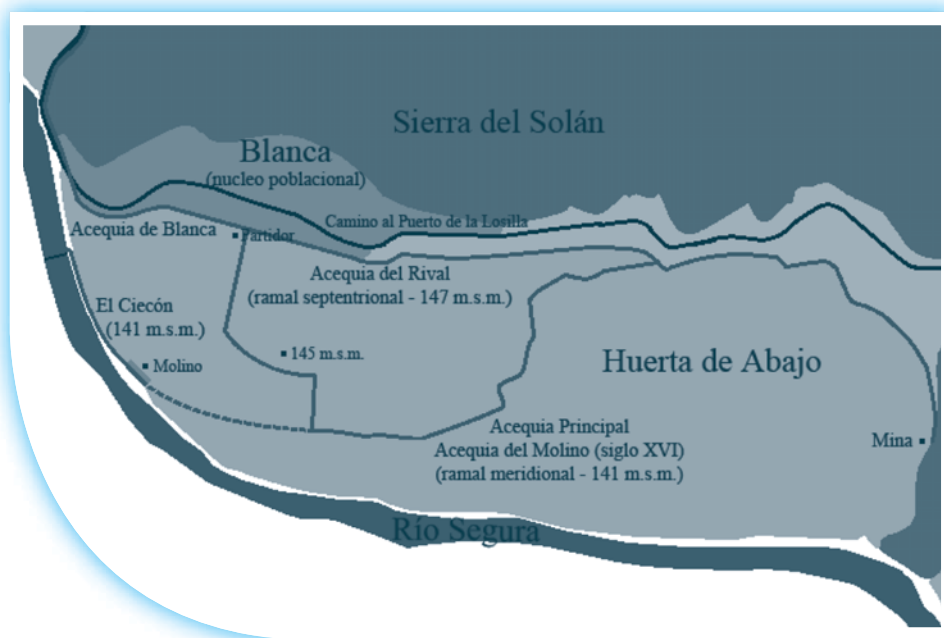 Sierra del Solán
Blanca
(nucleo poblacional)
Camino al Puerto de la Losilla
Acequia de Blanca
Partidor
Acequia del Rival
(ramal septentrional - 147 m.s.m.)
El Ciecón
(141 m.s.m.)
145 m.s.m.
Molino
Huerta de Abajo
Acequia Principal
Acequia del Molino (siglo XVI)
(ramal meridional - 141 m.s.m.)
Mina
Río Segura